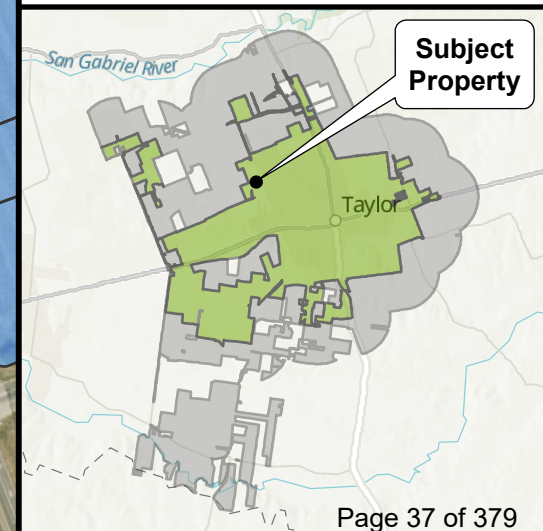 San Gabriel River
Subject
Property
Taylor
Page 37 of 379